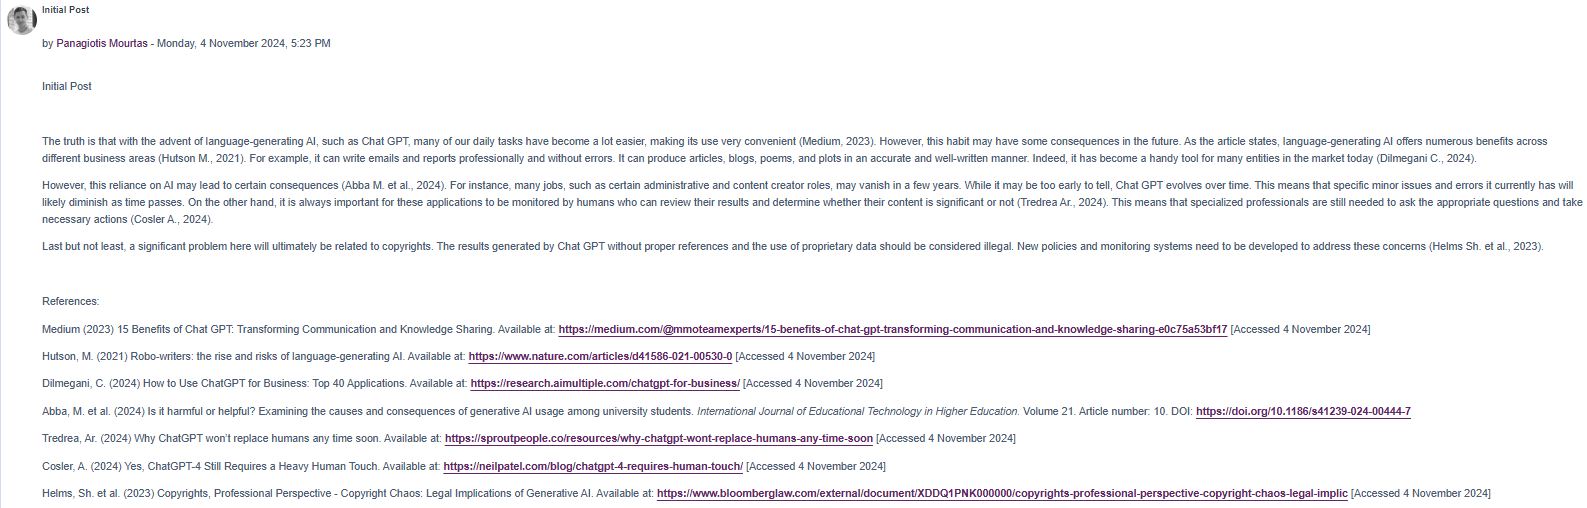 Initial Post
by Panagiotis Mourtas - Monday, 4 November 2024, 5:23 PM
Initial Post
The truth is that with the advent of language-generating AI, such as Chat GPT, many of our daily tasks have become a lot easier, making its use very convenient (Medium, 2023). However, this habit may have some consequences in the future. As the article states, language-generating AI offers numerous benefits across
different business areas (Hutson M., 2021). For example, it can write emails and reports professionally and without errors. It can produce articles, blogs, poems, and plots in an accurate and well-written manner. Indeed, it has become a handy tool for many entities in the market today (Dilmegani C., 2024).
However, this reliance on AI may lead to certain consequences (Abba M. et al., 2024). For instance, many jobs, such as certain administrative and content creator roles, may vanish in a few years. While it may be too early to tell, Chat GPT evolves over time. This means that specific minor issues and errors it currently has will
likely diminish as time passes. On the other hand, it is always important for these applications to be monitored by humans who can review their results and determine whether their content is significant or not (Tredrea Ar., 2024). This means that specialized professionals are still needed to ask the appropriate questions and take
necessary actions (Cosler A., 2024).
Last but not least, a significant problem here will ultimately be related to copyrights. The results generated by Chat GPT without proper references and the use of proprietary data should be considered illegal. New policies and monitoring systems need to be developed to address these concerns (Helms Sh. et al., 2023).
References:
Medium (2023) 15 Benefits of Chat GPT: Transforming Communication and Knowledge Sharing. Available at: https://medium.com/@mmoteamexperts/15-benefits-of-chat-gpt-transforming-communication-and-knowledge-sharing-e0c75a53bf17 [Accessed 4 November 2024]
Hutson, M. (2021) Robo-writers: the rise and risks of language-generating AI. Available at: https://www.nature.com/articles/d41586-021-00530-0 [Accessed 4 November 2024]
Dilmegani, C. (2024) How to Use ChatGPT for Business: Top 40 Applications. Available at: https://research.aimultiple.com/chatgpt-for-business/ [Accessed 4 November 2024]
Abba, M. et al. (2024) Is it harmful or helpful? Examining the causes and consequences of generative AI usage among university students. International Journal of Educational Technology in Higher Education. Volume 21. Article number: 10. DOI: https://doi.org/10.1186/s41239-024-00444-7
Tredrea, Ar. (2024) Why ChatGPT won't replace humans any time soon. Available at: https://sproutpeople.co/resources/why-chatgpt-wont-replace-humans-any-time-soon [Accessed 4 November 2024]
Cosler, A. (2024) Yes, ChatGPT-4 Still Requires a Heavy Human Touch. Available at: https://neilpatel.com/blog/chatgpt-4-requires-human-touch/ [Accessed 4 November 2024]
Helms, Sh. et al. (2023) Copyrights, Professional Perspective - Copyright Chaos: Legal Implications of Generative AI. Available at: https://www.bloomberglaw.com/external/document/XDDQ1PNK000000/copyrights-professional-perspective-copyright-chaos-legal-implic [Accessed 4 November 2024]